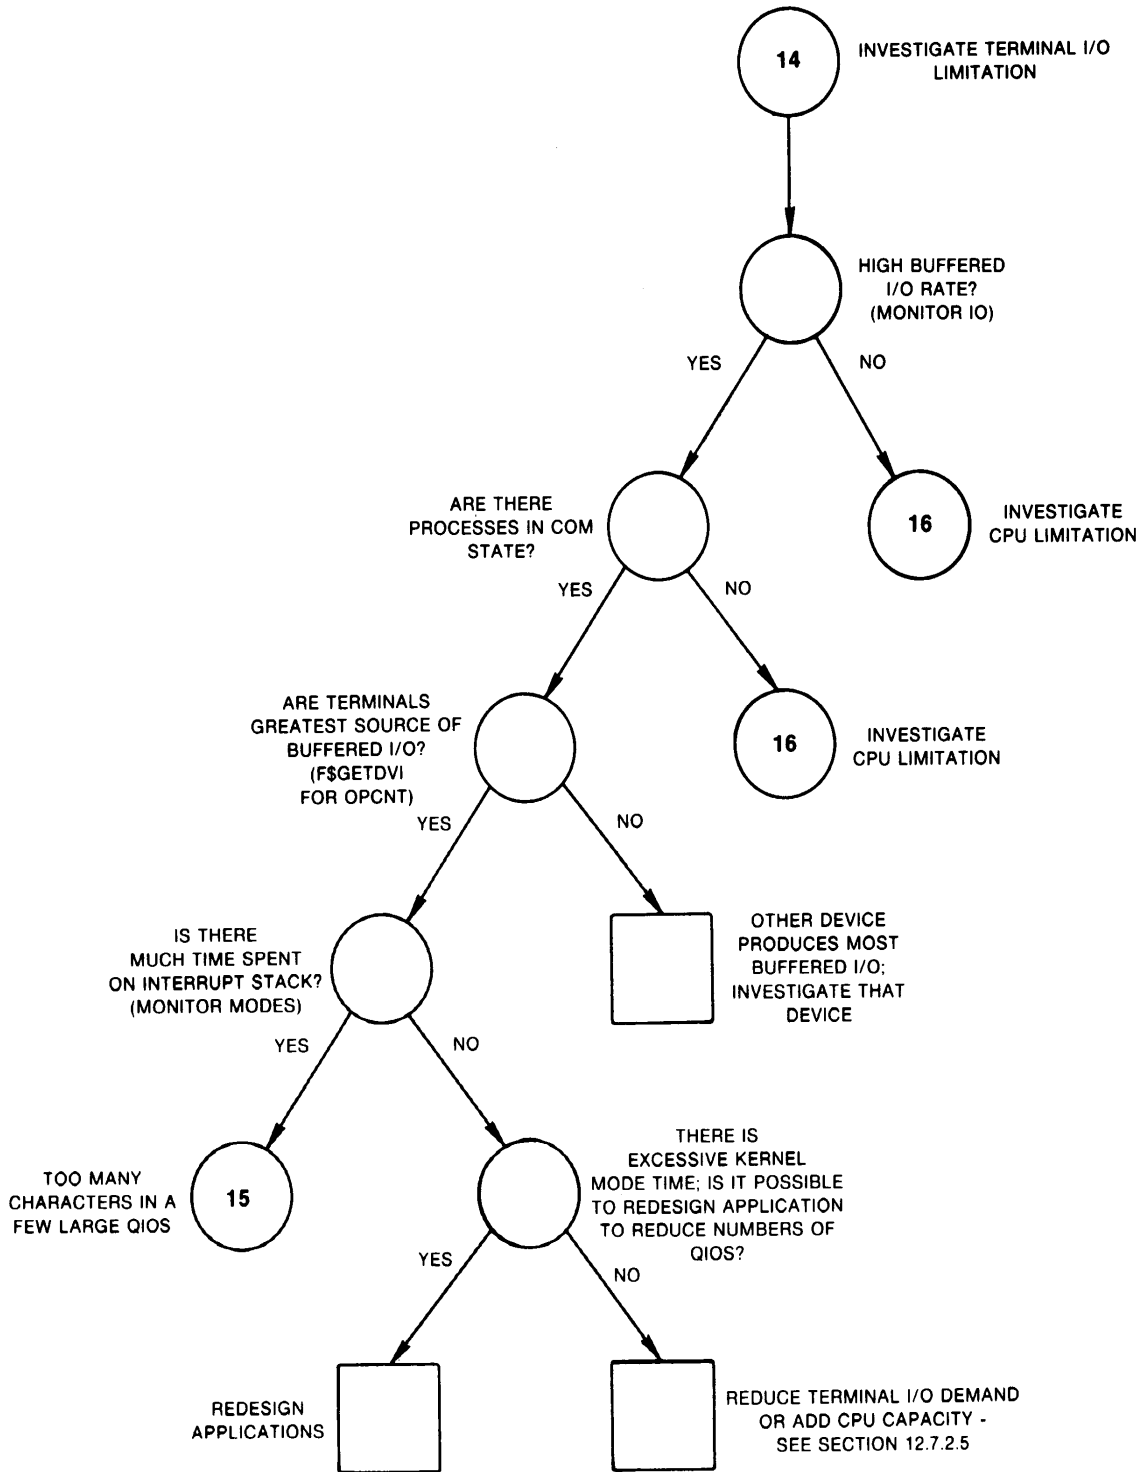 14
INVESTIGATE TERMINAL I/O
LIMITATION
HIGH BUFFERED
I/O RATE?
(MONITOR IO)
YES
NO
ARE THERE
PROCESSES IN COM
STATE?
16
INVESTIGATE
CPU LIMITATION
YES
NO
ARE TERMINALS
GREATEST SOURCE OF
BUFFERED I/O?
(F$GETDVI
FOR OPCNT)
16
INVESTIGATE
CPU LIMITATION
YES
NO
IS THERE
MUCH TIME SPENT
ON INTERRUPT STACK?
(MONITOR MODES)
OTHER DEVICE
PRODUCES MOST
BUFFERED I/O;
INVESTIGATE THAT
DEVICE
YES
NO
TOO MANY
CHARACTERS IN A
FEW LARGE QIOS
15
THERE IS
EXCESSIVE KERNEL
MODE TIME; IS IT POSSIBLE
TO REDESIGN APPLICATION
TO REDUCE NUMBERS OF
QIOS?
YES
NO
REDESIGN
APPLICATIONS
REDUCE TERMINAL I/O DEMAND
OR ADD CPU CAPACITY -
SEE SECTION 12.7.2.5